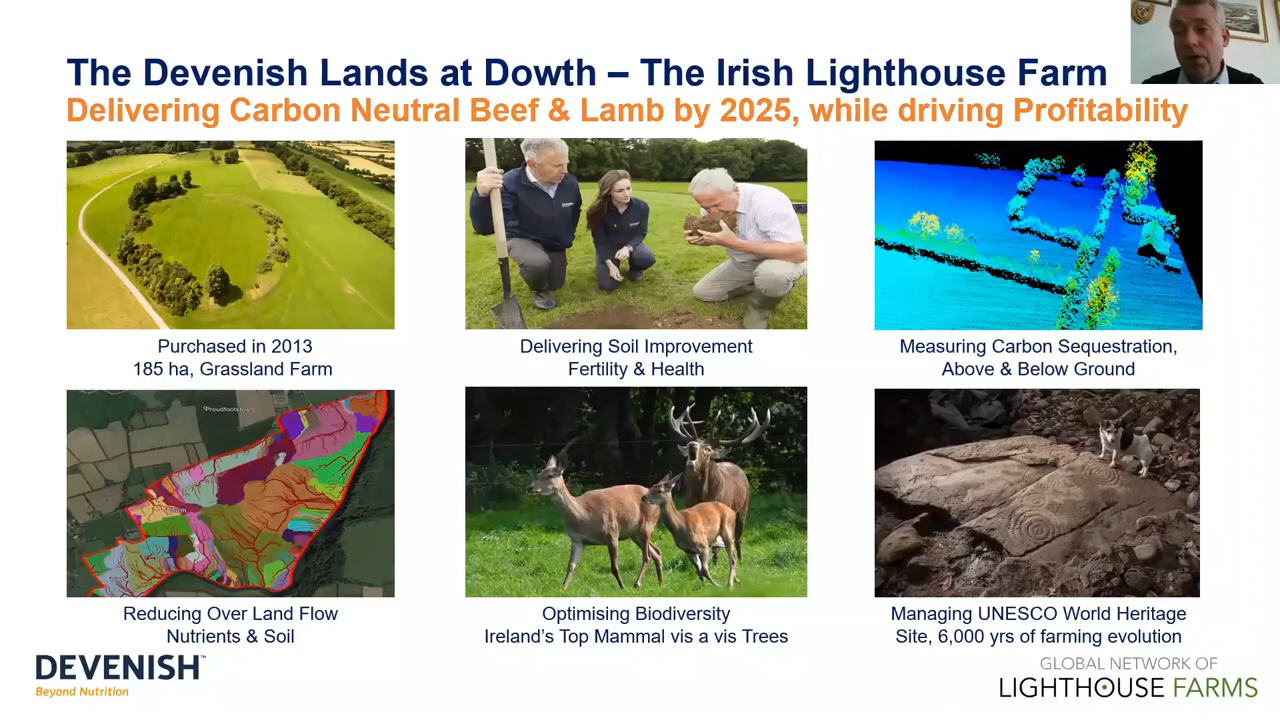 The Devenish Lands at Dowth – The Irish Lighthouse Farm
Delivering Carbon Neutral Beef & Lamb by 2025, while driving Profitability
Purchased in 2013
185 ha, Grassland Farm
Delivering Soil Improvement
Fertility & Health
Measuring Carbon Sequestration,
Above & Below Ground
Proudfootstown
Dowth
Reducing Over Land Flow
Nutrients & Soil
Optimising Biodiversity
Ireland's Top Mammal vis a vis Trees
Managing UNESCO World Heritage
Site, 6,000 yrs of farming evolution
DEVENISH™
Beyond Nutrition
GLOBAL NETWORK OF
LIGHTHOUSE FARMS